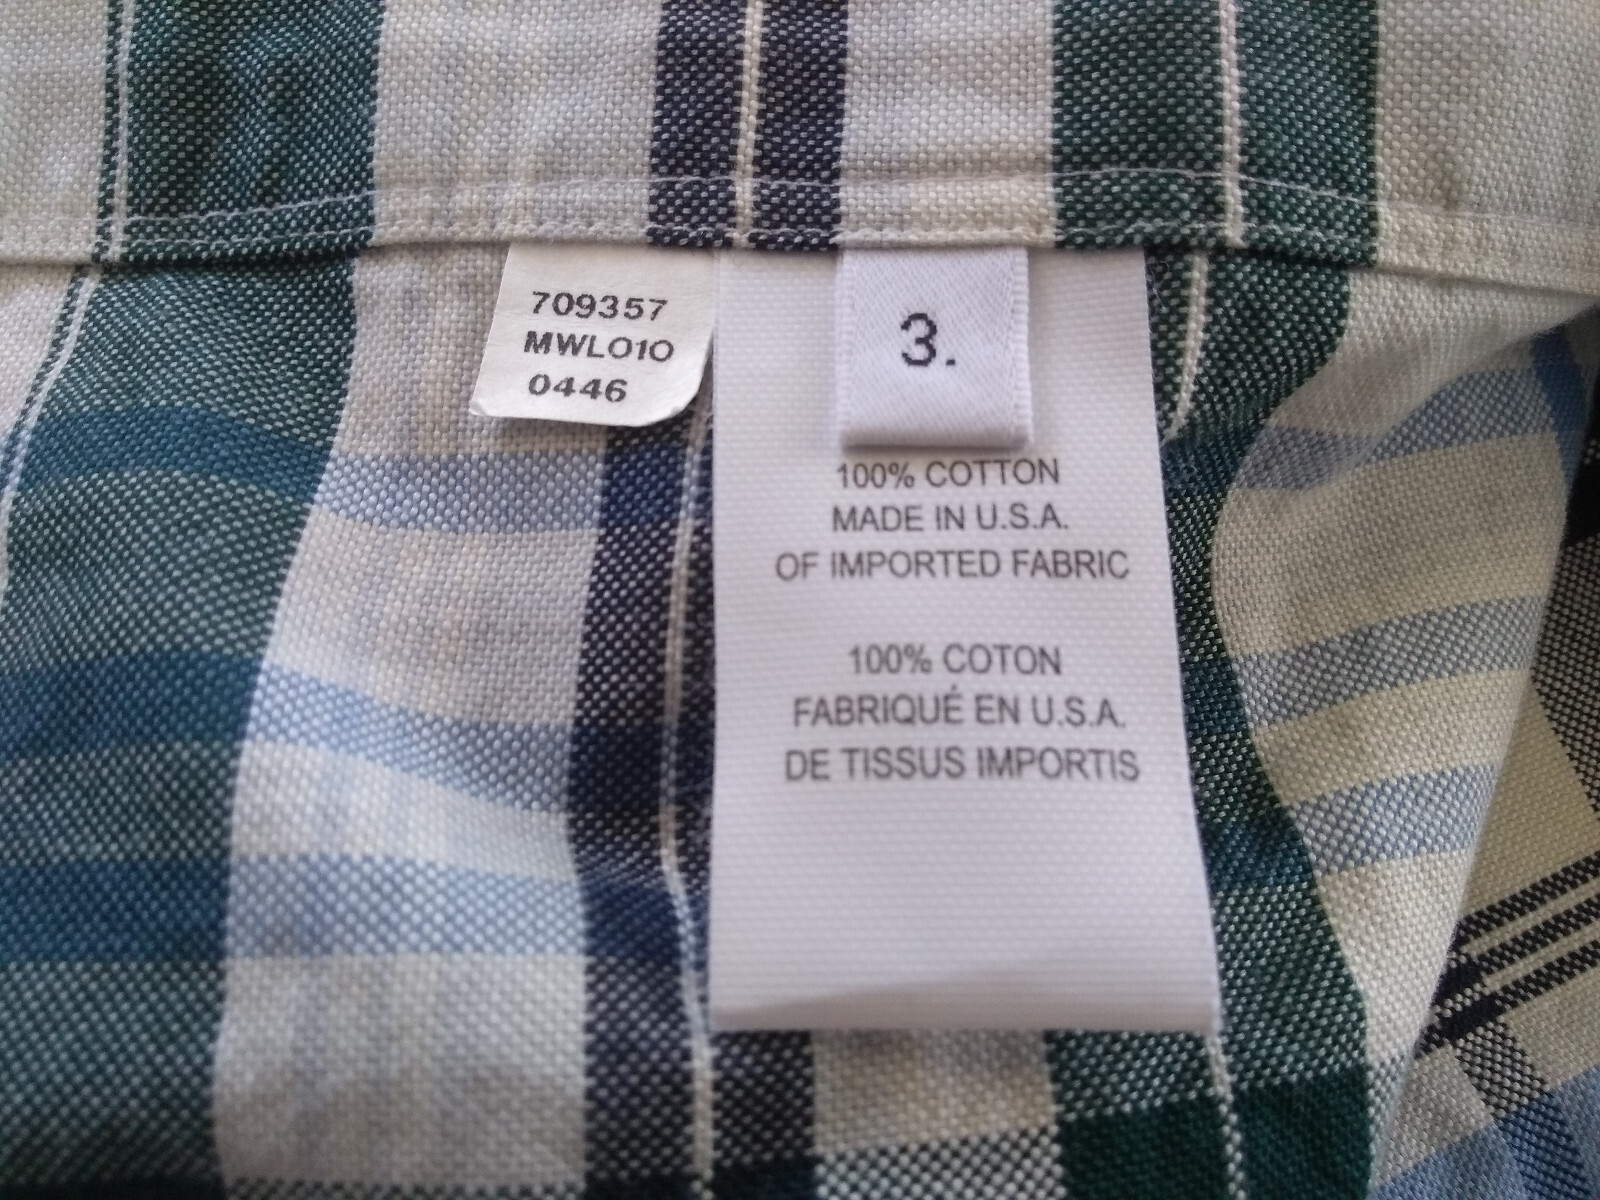 709357
MWL010
0446
3.
100% COTTON
MADE IN U.S.A.
OF IMPORTED FABRIC
100% COTON
FABRIQUÉ EN U.S.A.
DE TISSUS IMPORTIS